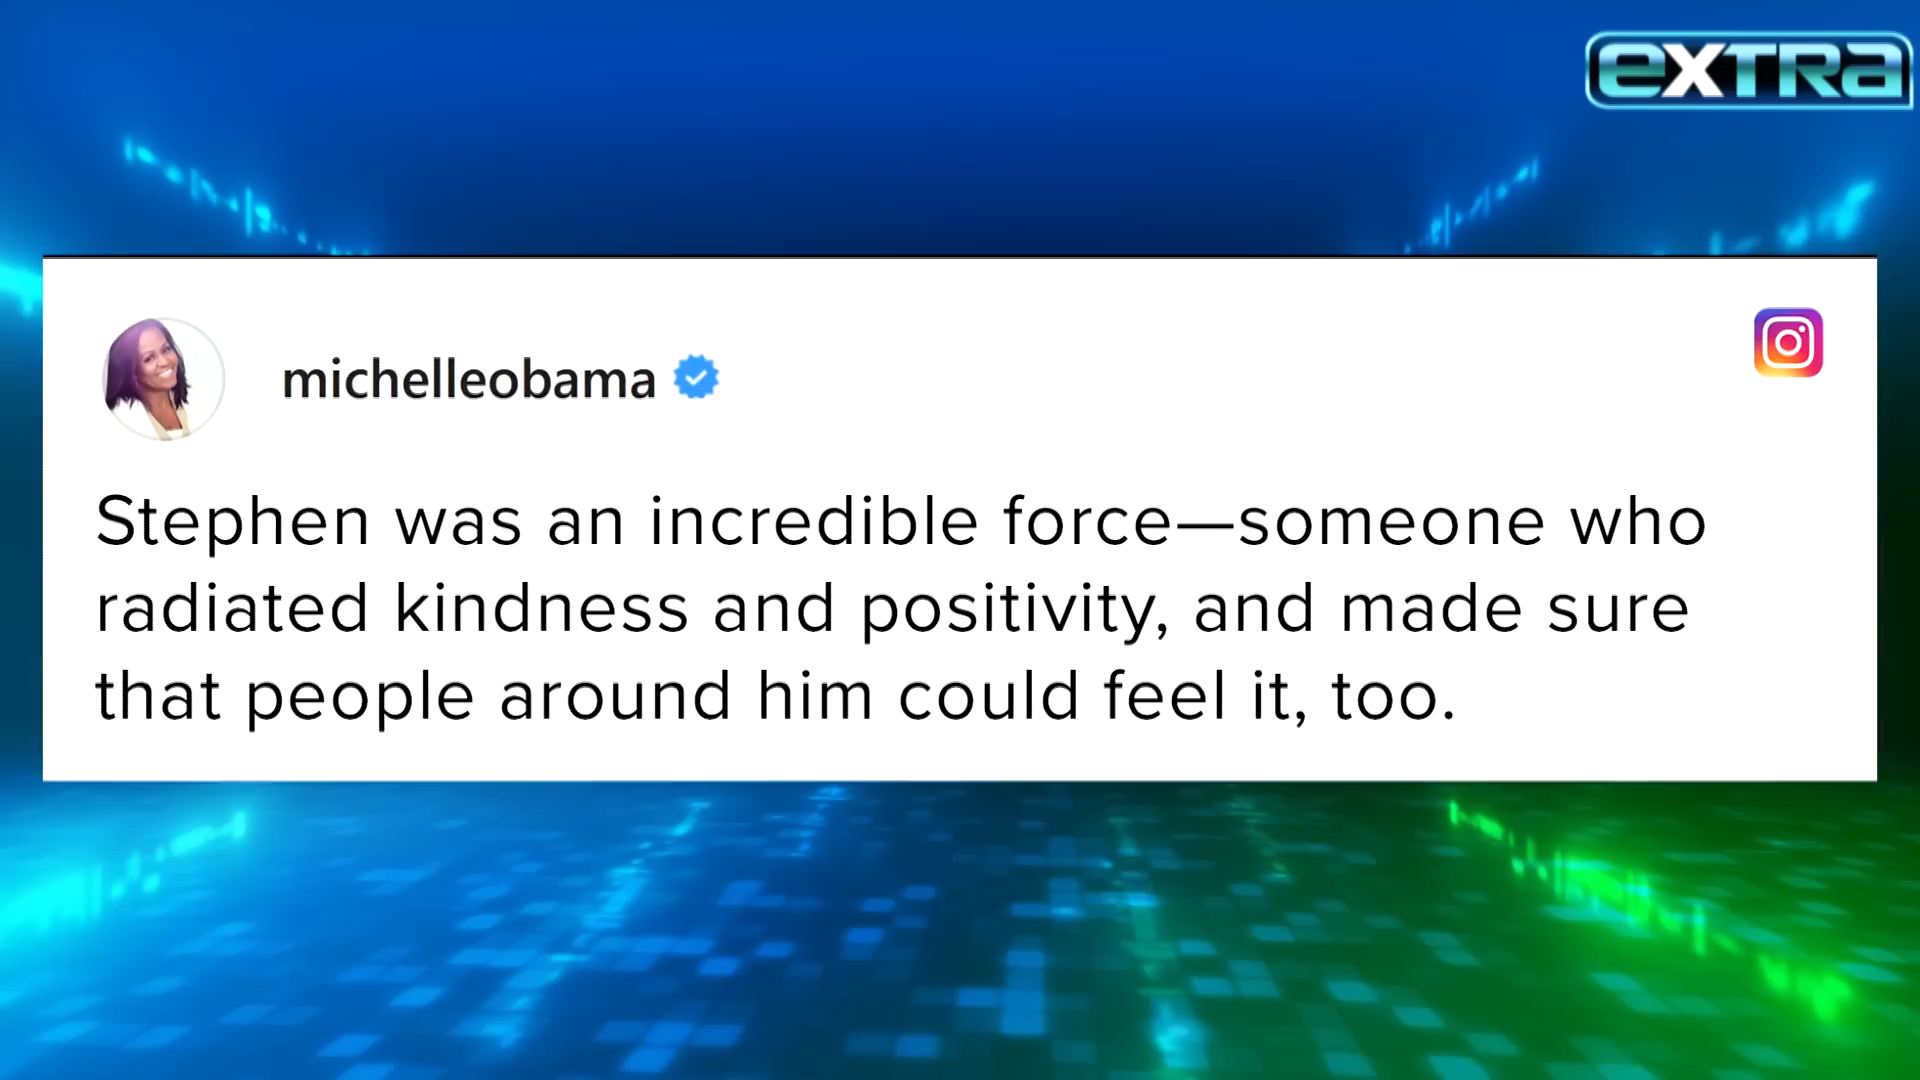 extra
michelleobama
Stephen was an incredible force—someone who
radiated kindness and positivity, and made sure
that people around him could feel it, too.